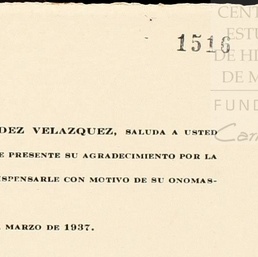 1516
CENT
ESTU
DE HI
DE M
FUND
DEZ VELAZQUEZ, SALUDA A USTED
E PRESENTE SU AGRADECIMIENTO POR LA
ISPENSARLE CON MOTIVO DE SU ONOMAS-
MARZO DE 1937.